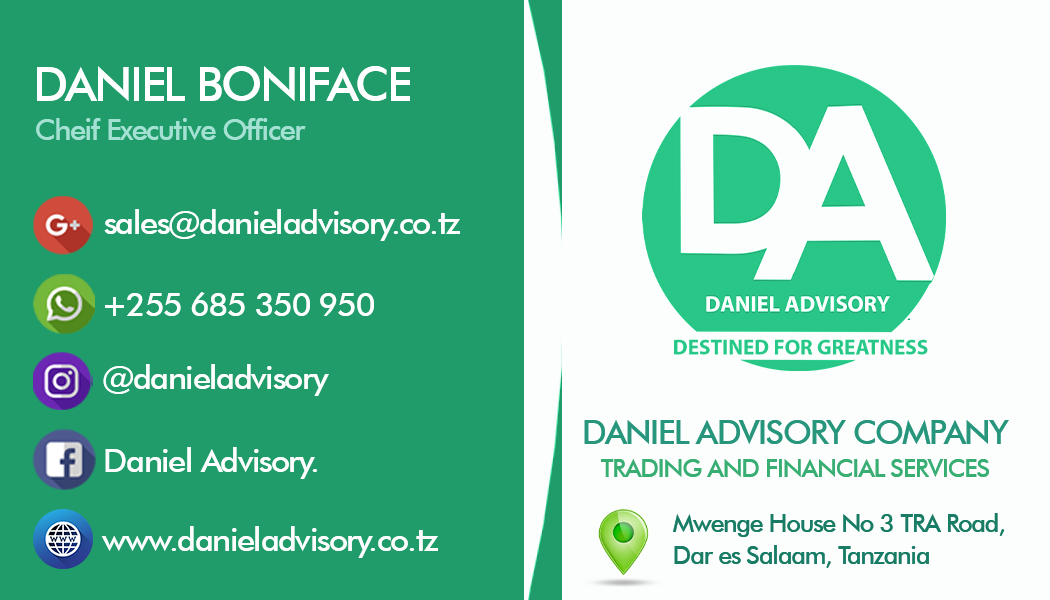 DANIEL BONIFACE
Cheif Executive Officer
G+ sales@danieladvisory.co.tz
+255 685 350 950
@danieladvisory
f Daniel Advisory.
WWW www.danieladvisory.co.tz
DA
DANIEL ADVISORY
DESTINED FOR GREATNESS
DANIEL ADVISORY COMPANY
TRADING AND FINANCIAL SERVICES
Mwenge House No 3 TRA Road,
Dar es Salaam, Tanzania